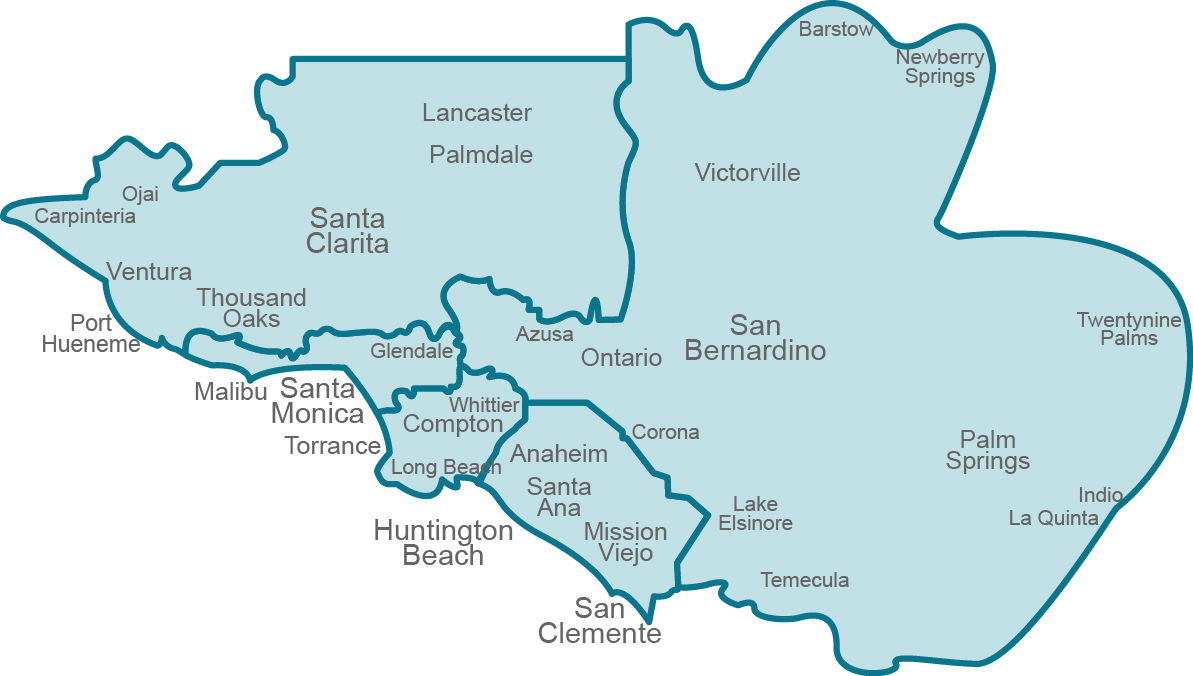 Barstow
Newberry
Springs
Lancaster
Palmdale
Victorville
Ojai
Carpinteria
Santa
Clarita
Ventura
Thousand
Oaks
Port
Hueneme
Azusa
Glendale
Ontario
San
Bernardino
Twentynine
Palms
Malibu
Santa
Monica
Torrance
Whittier
Compton
Long Beach
Corona
Anaheim
Santa
Ana
Mission
Viejo
Huntington
Beach
San
Clemente
Lake
Elsinore
Temecula
Palm
Springs
Indio
La Quinta